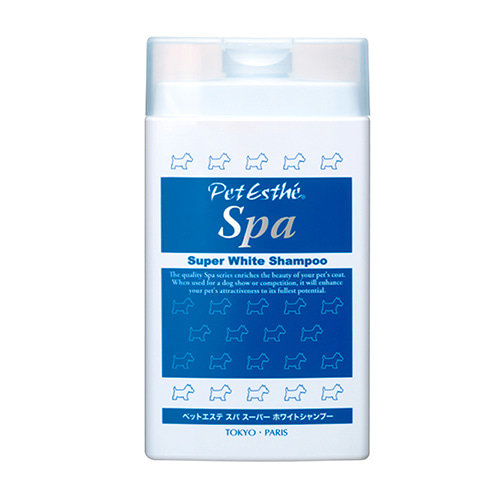 Pet Esthé®
Spa
Super White Shampoo
The quality Spa series enriches the beauty of your pet's coat.
When used for a dog show or competition, it will enhance
your pet's attractiveness to its fullest potential.
ペットエステ スパ スーパー ホワイトシャンプー
TOKYO・PARIS